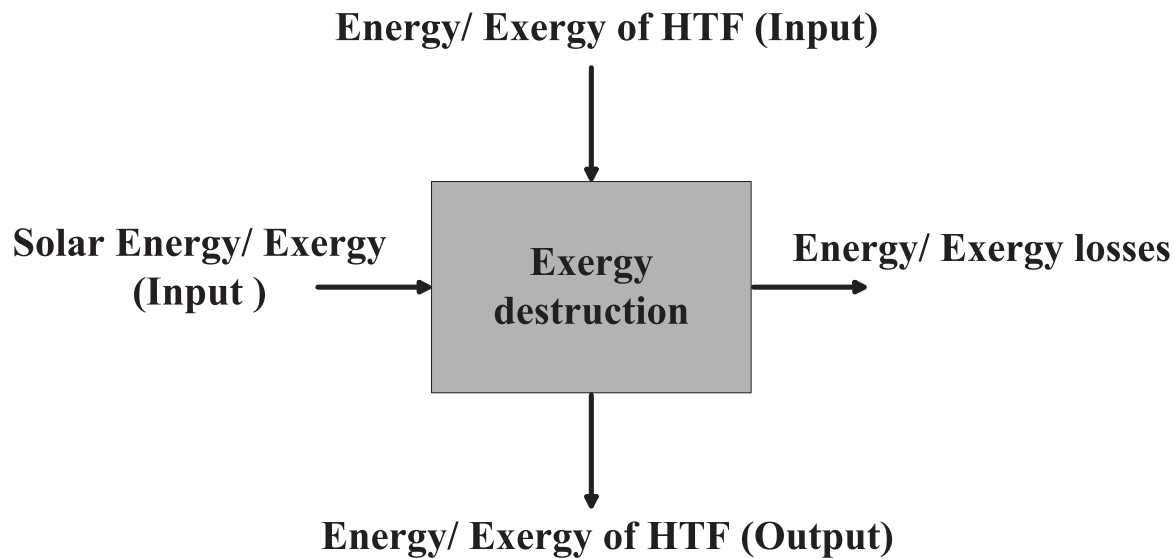 Energy/ Exergy of HTF (Input)
Solar Energy/ Exergy
(Input )
Exergy
destruction
Energy/ Exergy losses
Energy/ Exergy of HTF (Output)